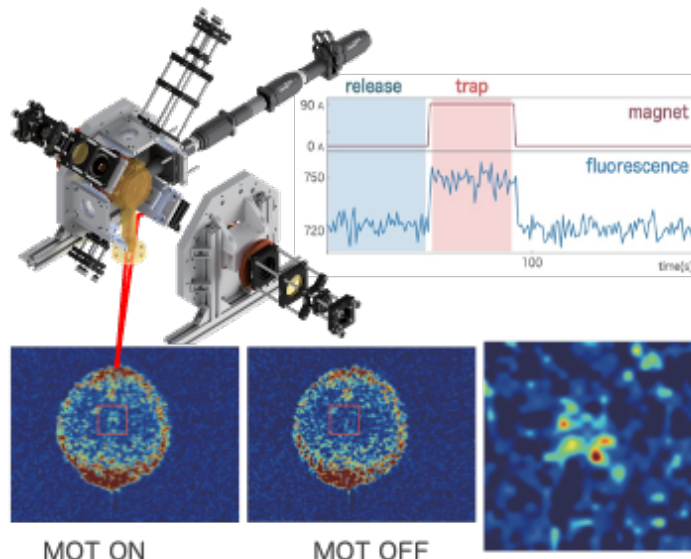 release trap
90 A
magnet
0 A
fluorescence
750
720
100
time(s)
MOT ON
MOT OFF